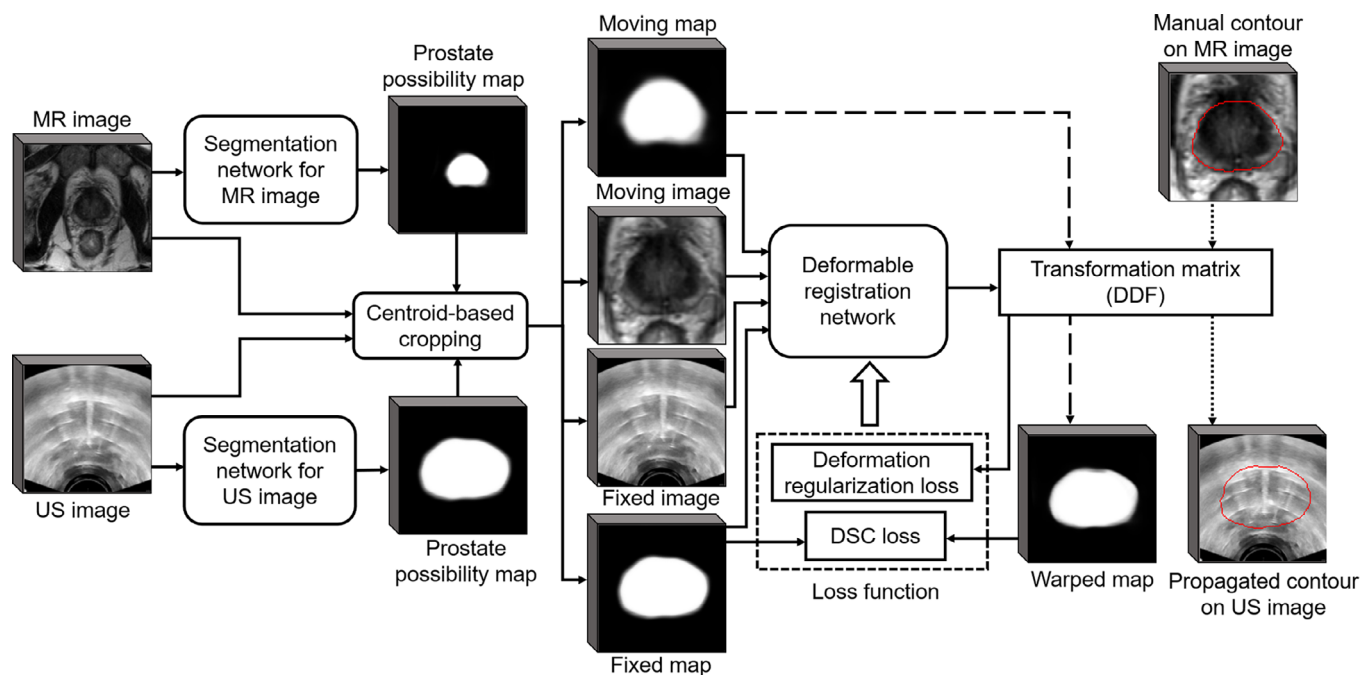 MR image
Segmentation
network for
MR image
Prostate
possibility map
US image
Segmentation
network for
US image
Prostate
possibility map
Centroid-based
cropping
Moving map
Moving image
Fixed image
Fixed map
Deformable
registration
network
Deformation
regularization loss
DSC loss
Loss function
Transformation matrix
(DDF)
Warped map
Manual contour
on MR image
Propagated contour
on US image